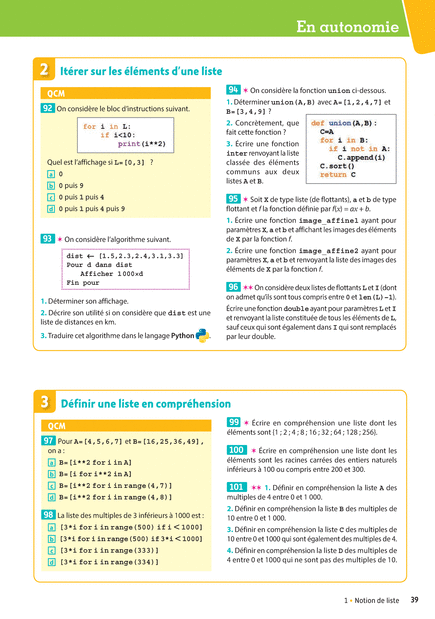 En autonomie
2 Itérer sur les éléments d'une liste
QCM
92 On considère le bloc d'instructions suivant.
for i in L:
if i<10:
print(i**2)
Quel est l'affichage si L=[0,3] ?
a 0
b 0 puis 9
c 0 puis 1 puis 4
d 0 puis 1 puis 4 puis 9
93 * On considère l'algorithme suivant.
dist ← [1.5,2.3,2.4,3.1,3.3]
Pour d dans dist
Afficher 1000×d
Fin pour
1. Déterminer son affichage.
2. Décrire son utilité si on considère que dist est une
liste de distances en km.
3. Traduire cet algorithme dans le langage Python
94 * On considère la fonction union ci-dessous.
1. Déterminer union(A,B) avec A=[1,2,4,7] et
B=[3,4,9] ?
2. Concrètement, que
fait cette fonction ?
3. Écrire une fonction
inter renvoyant la liste
classée des éléments
communs aux deux
listes A et B.
def union(A,B):
C=A
for i in B:
if i not in A:
C.append(i)
C.sort()
return C
95 * Soit X de type liste (de flottants), a et b de type
flottant et f la fonction définie par f(x) = ax + b.
1. Écrire une fonction image_affine1 ayant pour
paramètres X, a et b et affichant les images des éléments
de X par la fonction f.
2. Écrire une fonction image_affine2 ayant pour
paramètres X, a et b et renvoyant la liste des images des
éléments de X par la fonction f.
96 ** On considère deux listes de flottants L et I (dont
on admet qu'ils sont tous compris entre 0 et len(L)-1).
Écrire une fonction double ayant pour paramètres L et I
et renvoyant la liste constituée de tous les éléments de L,
sauf ceux qui sont également dans I qui sont remplacés
par leur double.
3 Définir une liste en compréhension
QCM
97 Pour A=[4,5,6,7] et B=[16,25,36,49],
on a :
a B=[i**2 for i in A]
b B=[i for i**2 in A]
c B=[i**2 for i in range(4,7)]
d B=[i**2 for i in range(4,8)]
98 La liste des multiples de 3 inférieurs à 1000 est :
a [3*i for i in range(500) if i<1000]
b [3*i for i in range(500) if 3*i<1000]
c [3*i for i in range(333)]
d [3*i for i in range(334)]
99 * Écrire en compréhension une liste dont les
éléments sont (1 ; 2 ; 4 ; 8 ; 16 ; 32 ; 64 ; 128 ; 256).
100 * Écrire en compréhension une liste dont les
éléments sont les racines carrées des entiers naturels
inférieurs à 100 ou compris entre 200 et 300.
101 ** 1. Définir en compréhension la liste A des
multiples de 4 entre 0 et 1 000.
2. Définir en compréhension la liste B des multiples de
10 entre 0 et 1 000.
3. Définir en compréhension la liste C des multiples de
10 entre 0 et 1000 qui sont également des multiples de 4.
4. Définir en compréhension la liste D des multiples de
4 entre 0 et 1000 qui ne sont pas des multiples de 10.
1 • Notion de liste 39